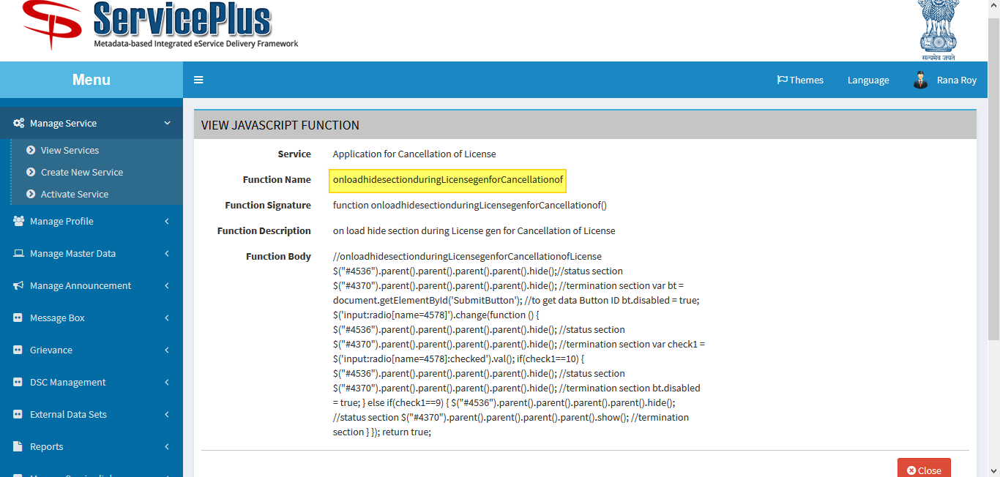 ServicePlus
Metadata-based Integrated eService Delivery Framework
सत्यमेव जयते
Menu
Themes
Language
Rana Roy
Manage Service
View Services
Create New Service
Activate Service
Manage Profile
Manage Master Data
Manage Announcement
Message Box
Grievance
DSC Management
External Data Sets
Reports
VIEW JAVASCRIPT FUNCTION
Service
Application for Cancellation of License
Function Name
onloadhidesectionduringLicensegenforCancellationof
Function Signature
function onloadhidesectionduringLicensegenforCancellationof()
Function Description
on load hide section during License gen for Cancellation of License
Function Body
//onloadhidesectionduringLicensegenforCancellationofLicense
$("#4536").parent().parent().parent().parent().hide();//status section
$("#4370").parent().parent().parent().parent().hide(); //termination section var bt =
document.getElementById('SubmitButton'); //to get data Button ID bt.disabled = true;
$('input:radio[name=4578]').change(function () {
$("#4536").parent().parent().parent().parent().hide(); //status section
$("#4370").parent().parent().parent().parent().hide(); //termination section var check1 =
$('input:radio[name=4578]:checked').val(); if(check1==10) {
$("#4536").parent().parent().parent().parent().hide(); //status section
$("#4370").parent().parent().parent().parent().hide(); //termination section bt.disabled
= true; } else if(check1==9) { $("#4536").parent().parent().parent().parent().hide();
//status section $("#4370").parent().parent().parent().parent().show(); //termination
section } }); return true;
Close